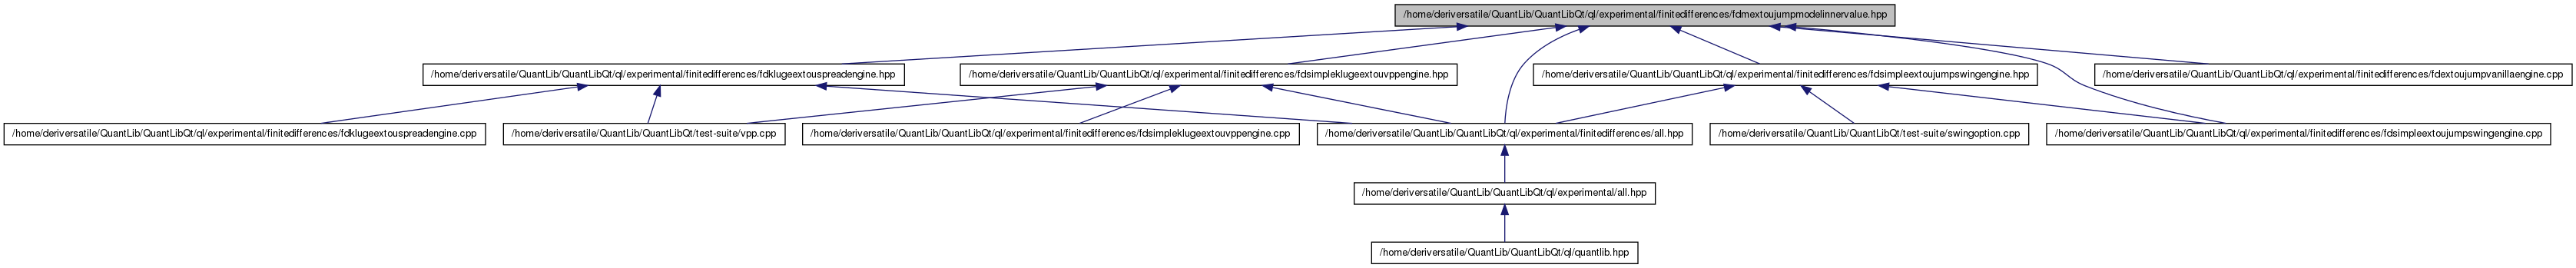 /home/deriversatile/QuantLib/QuantLibQt/ql/experimental/finitedifferences/fdmextoujumpmodelinnervalue.hpp
/home/deriversatile/QuantLib/QuantLibQt/ql/experimental/finitedifferences/fdklugeextouspreadengine.hpp
/home/deriversatile/QuantLib/QuantLibQt/ql/experimental/finitedifferences/fdsimpleklugeextouvppengine.hpp
/home/deriversatile/QuantLib/QuantLibQt/ql/experimental/finitedifferences/fdsimpleextoujumpswingengine.hpp
/home/deriversatile/QuantLib/QuantLibQt/ql/experimental/finitedifferences/fdextoujumpvanillaengine.cpp
/home/deriversatile/QuantLib/QuantLibQt/ql/experimental/finitedifferences/fdklugeextouspreadengine.cpp
/home/deriversatile/QuantLib/QuantLibQt/test-suite/vpp.cpp
/home/deriversatile/QuantLib/QuantLibQt/ql/experimental/finitedifferences/fdsimpleklugeextouvppengine.cpp
/home/deriversatile/QuantLib/QuantLibQt/ql/experimental/finitedifferences/all.hpp
/home/deriversatile/QuantLib/QuantLibQt/test-suite/swingoption.cpp
/home/deriversatile/QuantLib/QuantLibQt/ql/experimental/finitedifferences/fdsimpleextoujumpswingengine.cpp
/home/deriversatile/QuantLib/QuantLibQt/ql/experimental/all.hpp
/home/deriversatile/QuantLib/QuantLibQt/ql/quantlib.hpp